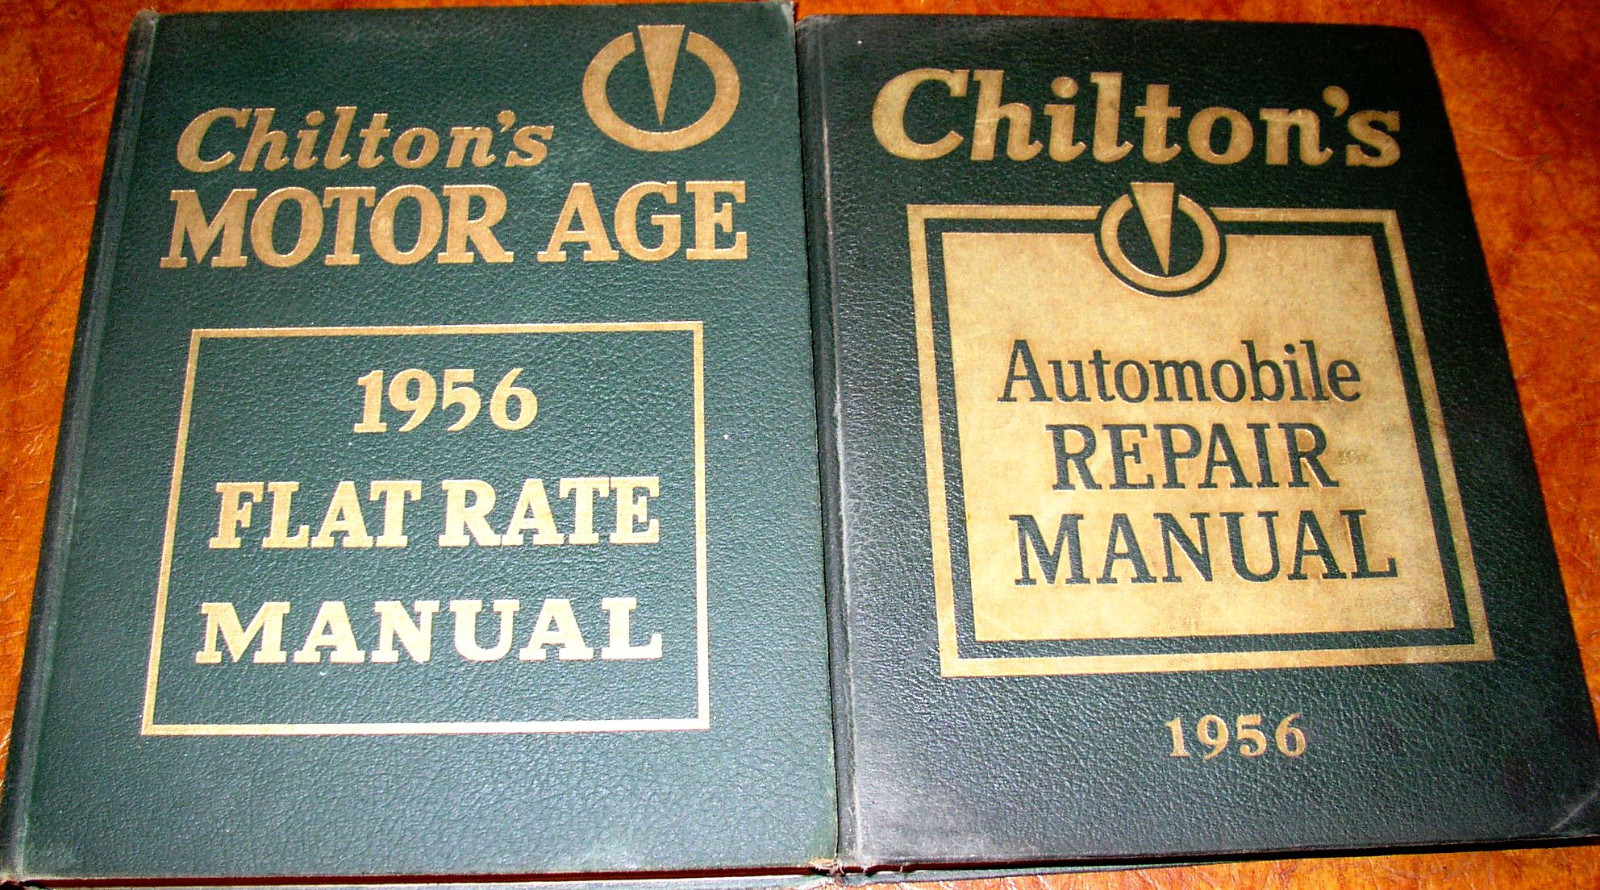 Chilton's
MOTOR AGE
1956
FLAT RATE
MANUAL
Chilton's
Automobile
REPAIR
MANUAL
1956